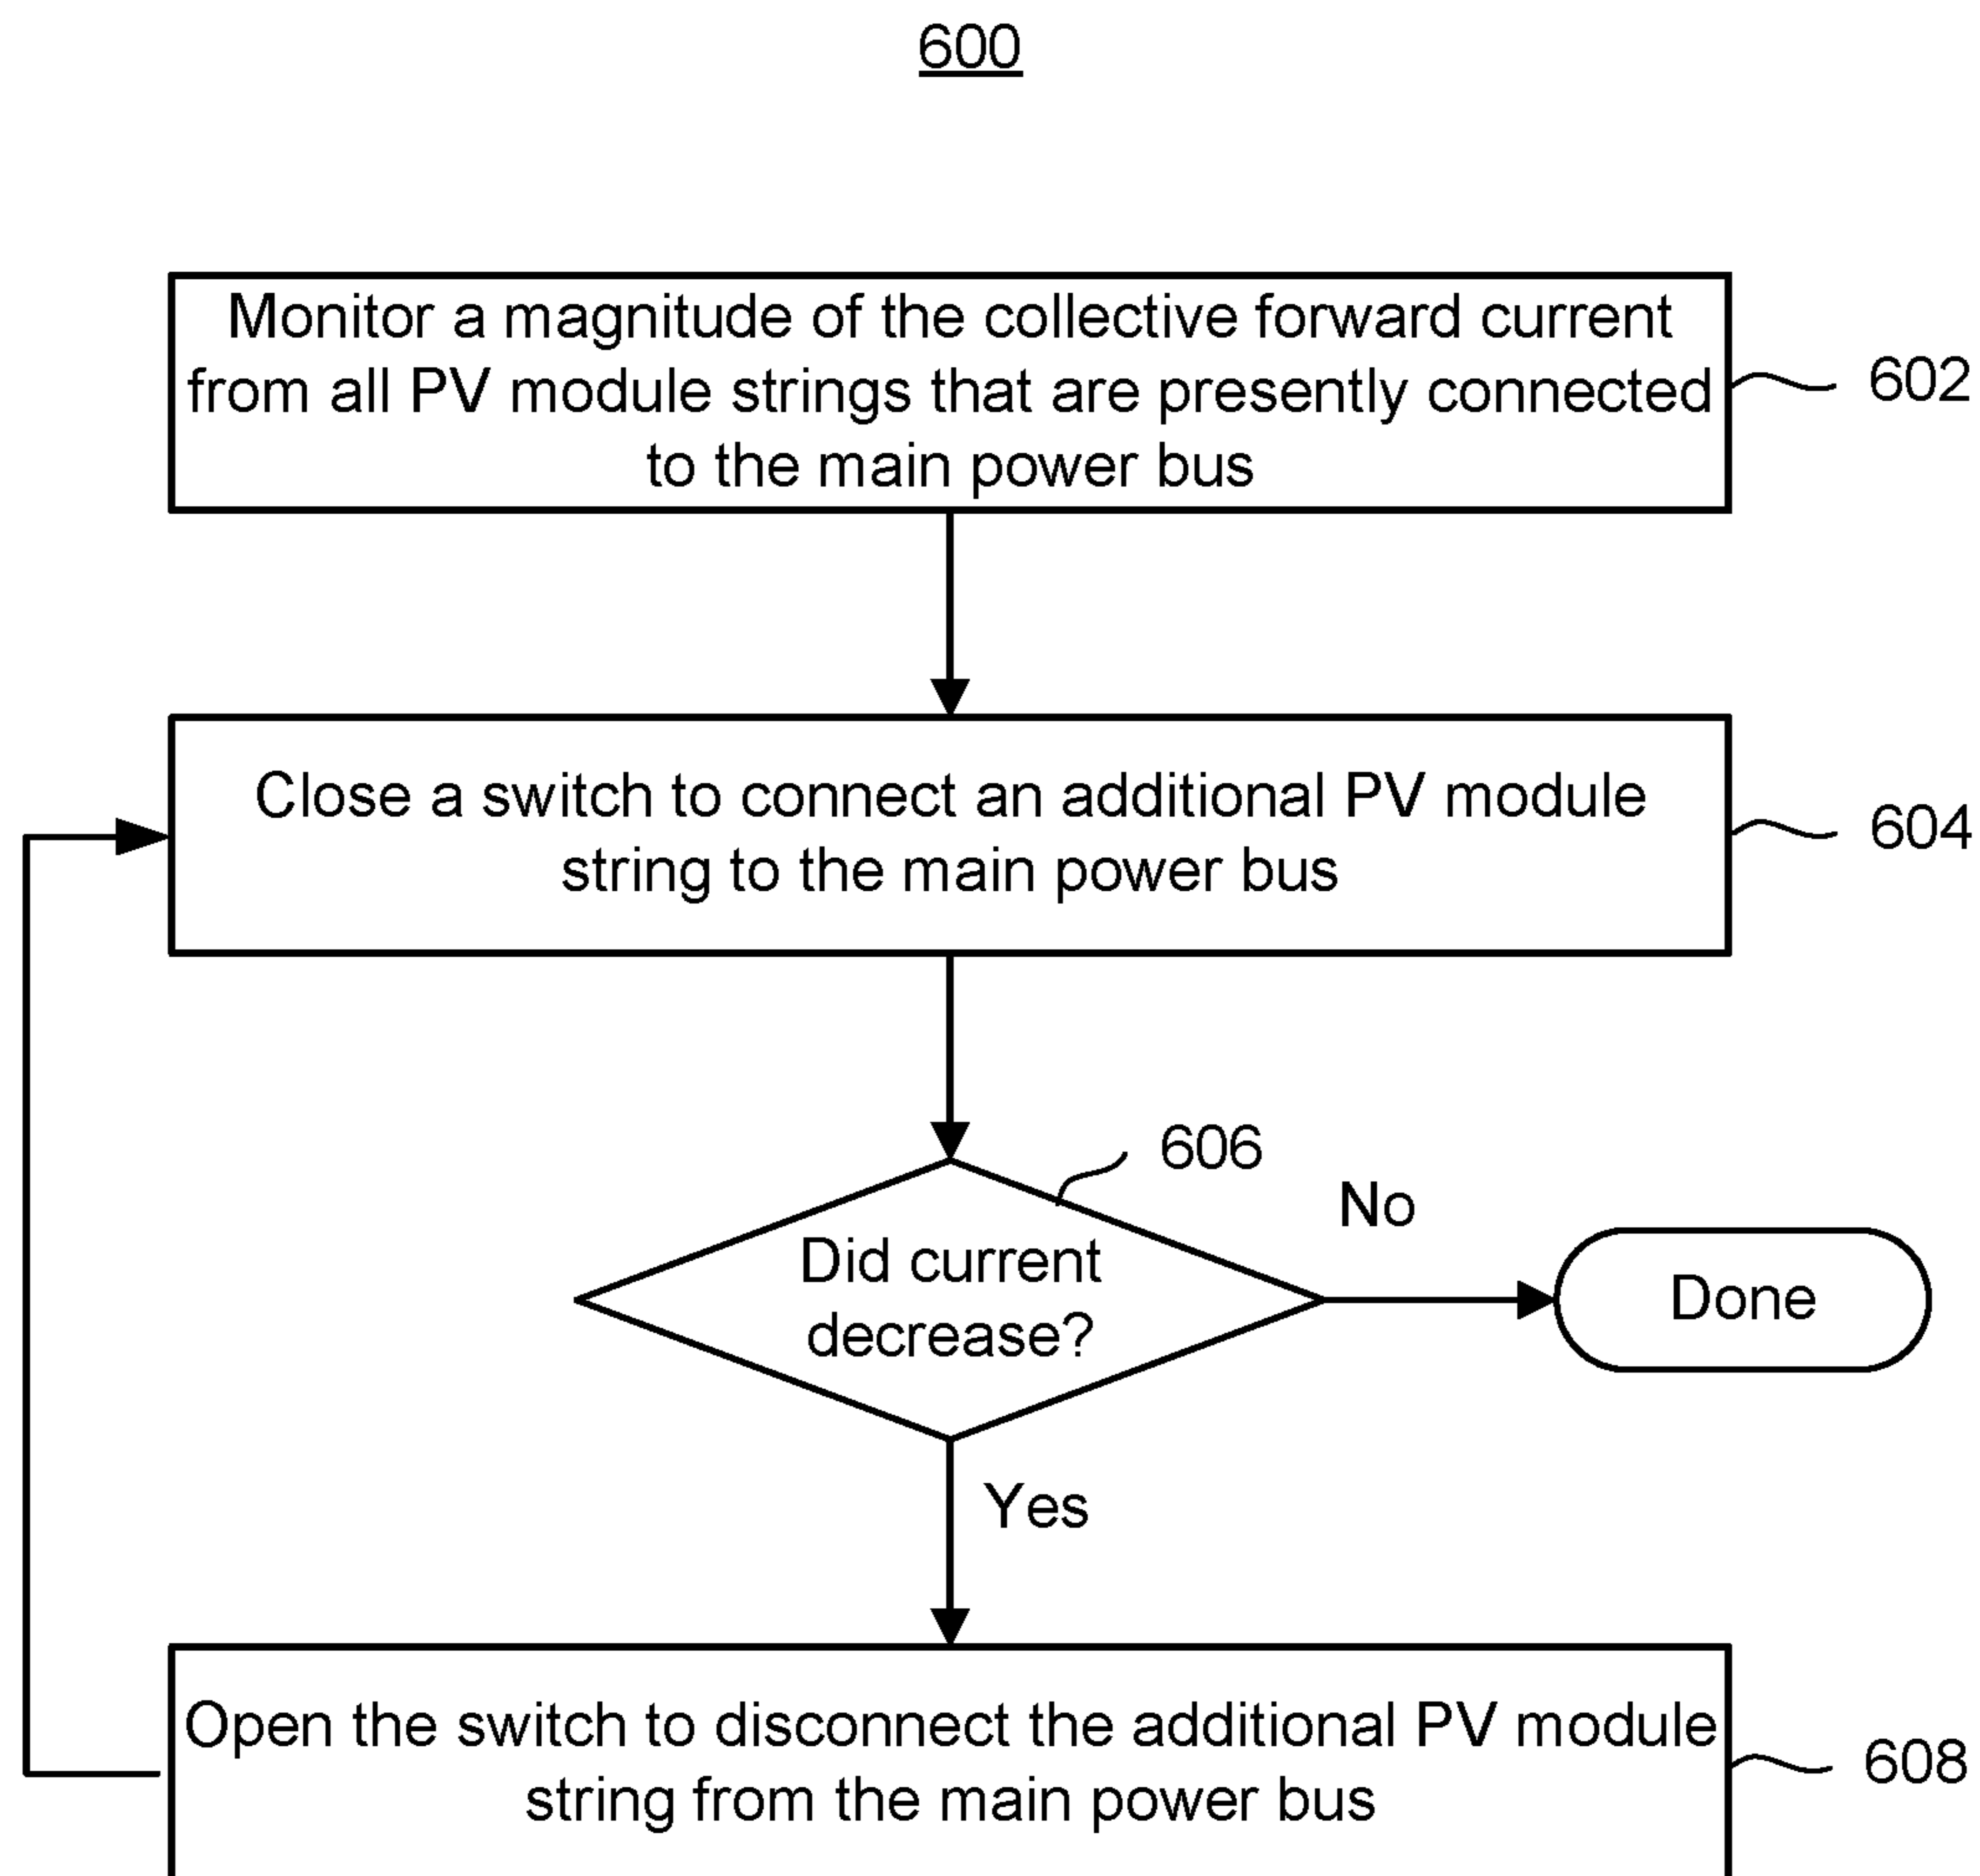 600
Monitor a magnitude of the collective forward current
from all PV module strings that are presently connected
to the main power bus
602
Close a switch to connect an additional PV module
string to the main power bus
604
606
Did current
decrease?
No
Done
Yes
Open the switch to disconnect the additional PV module
string from the main power bus
608